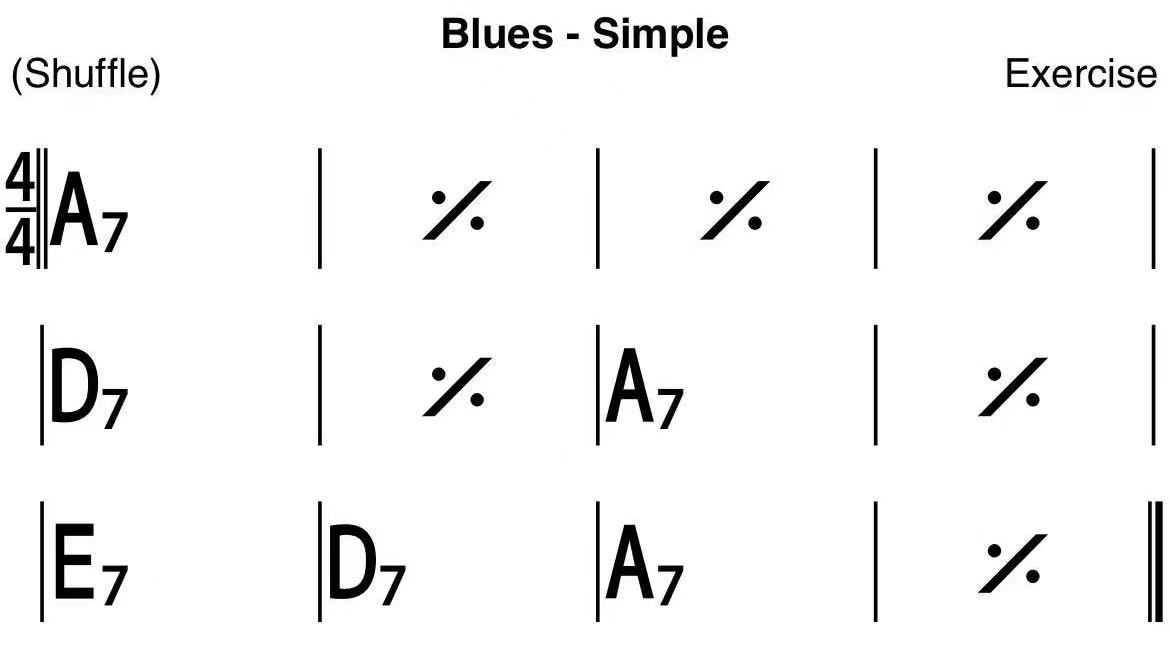 Blues - Simple
(Shuffle) Exercise
4/4 A7 | 𝄎 | 𝄎 | 𝄎 |
| D7 | 𝄎 | A7 | 𝄎 |
| E7 | D7 | A7 | 𝄎 |